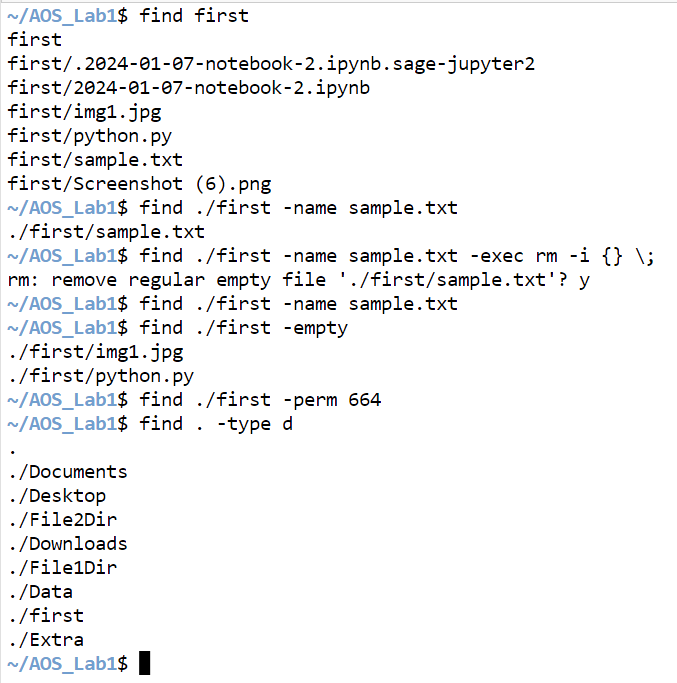 ~/AOS_Lab1$ find first
first
first/.2024-01-07-notebook-2.ipynb.sage-jupyter2
first/2024-01-07-notebook-2.ipynb
first/img1.jpg
first/python.py
first/sample.txt
first/Screenshot (6).png
~/AOS_Lab1$ find ./first -name sample.txt
./first/sample.txt
~/AOS_Lab1$ find ./first -name sample.txt -exec rm -i {} \;
rm: remove regular empty file './first/sample.txt'? y
~/AOS_Lab1$ find ./first -name sample.txt
~/AOS_Lab1$ find ./first -empty
./first/img1.jpg
./first/python.py
~/AOS_Lab1$ find ./first -perm 664
~/AOS_Lab1$ find . -type d
.
./Documents
./Desktop
./File2Dir
./Downloads
./File1Dir
./Data
./first
./Extra
~/AOS_Lab1$